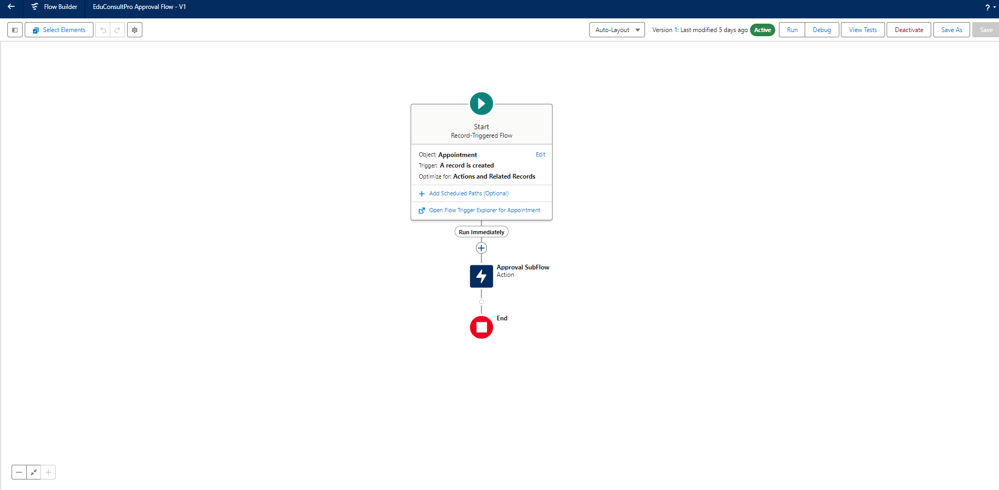 Flow Builder
EduConsultPro Approval Flow - V1
?
Select Elements
Auto-Layout
Version 1: Last modified 5 days ago
Active
Run
Debug
View Tests
Deactivate
Save As
Save
Start
Record-Triggered Flow
Object: Appointment
Edit
Trigger: A record is created
Optimize for: Actions and Related Records
Add Scheduled Paths (Optional)
Open Flow Trigger Explorer for Appointment
Run Immediately
Approval SubFlow
Action
End